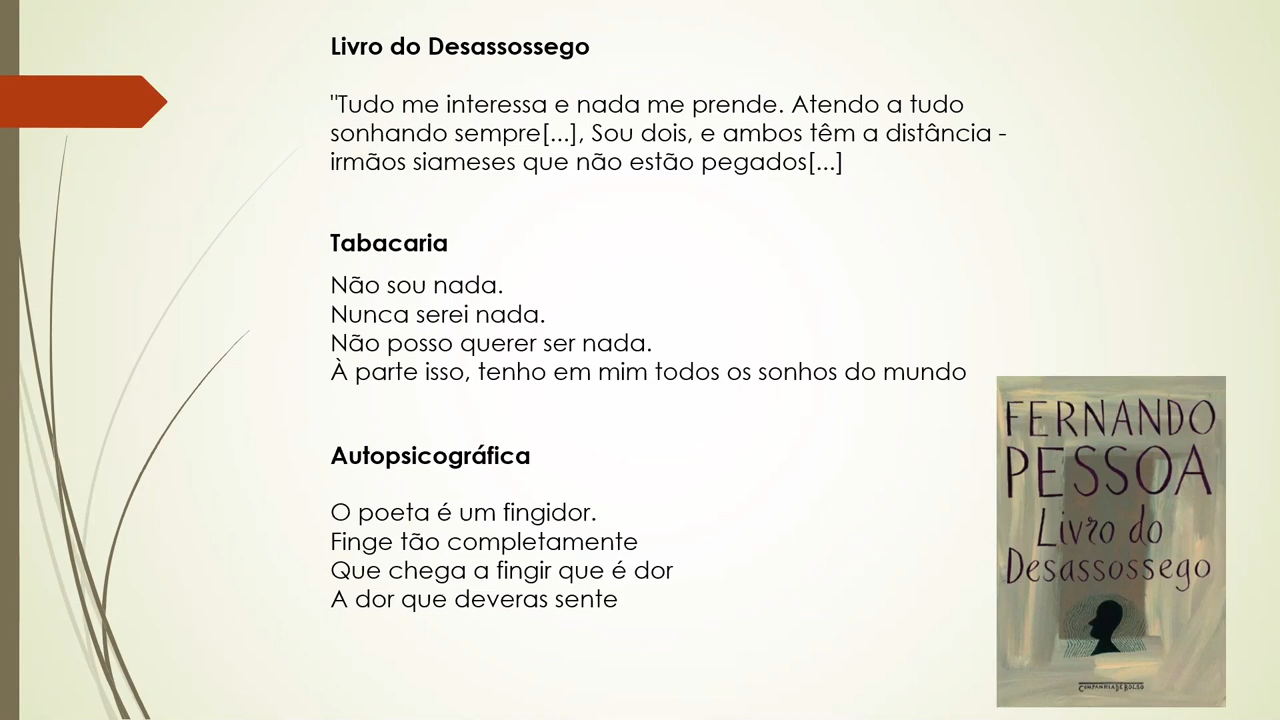 Livro do Desassossego
"Tudo me interessa e nada me prende. Atendo a tudo
sonhando sempre[...], Sou dois, e ambos têm a distância -
irmãos siameses que não estão pegados[...]
Tabacaria
Não sou nada.
Nunca serei nada.
Não posso querer ser nada.
À parte isso, tenho em mim todos os sonhos do mundo
Autopsicográfica
O poeta é um fingidor.
Finge tão completamente
Que chega a fingir que é dor
A dor que deveras sente
FERNANDO
PESSOA
Livro do
Desassossego
COMPANHIA DE BOLSO